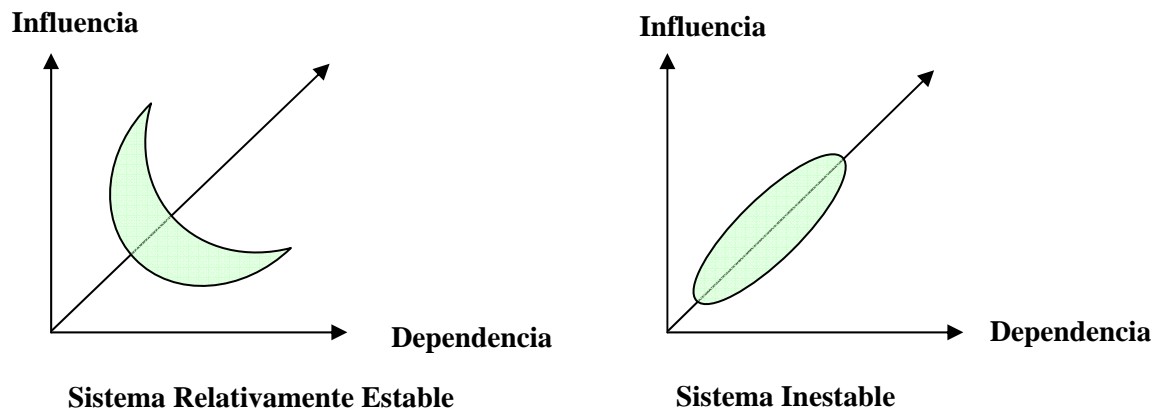 Influencia
Dependencia
Sistema Relativamente Estable
Influencia
Dependencia
Sistema Inestable